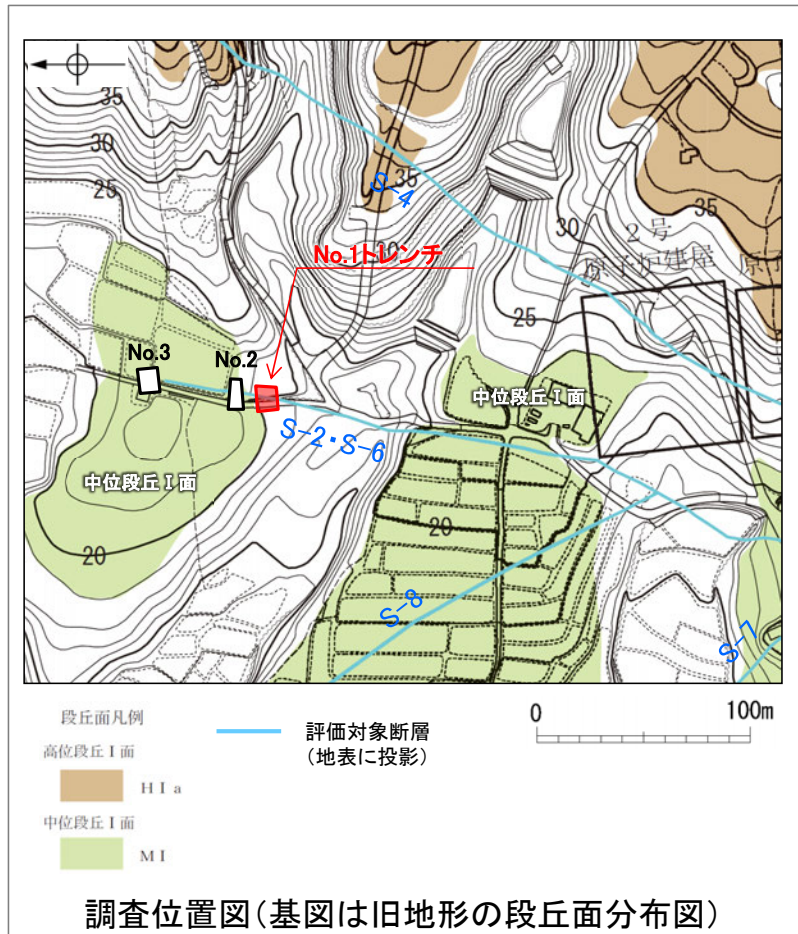 35
30
25
S-4
35
30
No.1トレンチ
30
35
2号
原子炉建屋
原子
25
No.3
No.2
中位段丘Ⅰ面
S-2・S-6
中位段丘Ⅰ面
20
20
S-8
S-7
段丘面凡例
高位段丘Ⅰ面
HⅠa
中位段丘Ⅰ面
MⅠ
評価対象断層
(地表に投影)
0 100m
調査位置図(基図は旧地形の段丘面分布図)